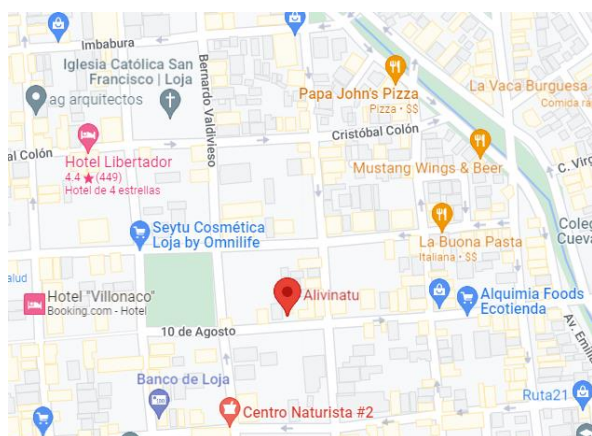 Imbabura
Iglesia Católica San
Francisco | Loja
ag arquitectos
Bernardo Valdivieso
Papa John's Pizza
Pizza • $$
La Vaca Burguesa
Comida rá
Cristóbal Colón
al Colón
Hotel Libertador
4.4 ★ (449)
Hotel de 4 estrellas
Mustang Wings & Beer
C. Virg
Seytu Cosmética
Loja by Omnilife
La Buona Pasta
Italiana • $$
Coleg
Cueva
salud
Hotel "Villonaco"
Booking.com - Hotel
Alivinatu
Alquimia Foods
Ecotienda
10 de Agosto
Av. Emilia
Banco de Loja
Ruta21
Centro Naturista #2